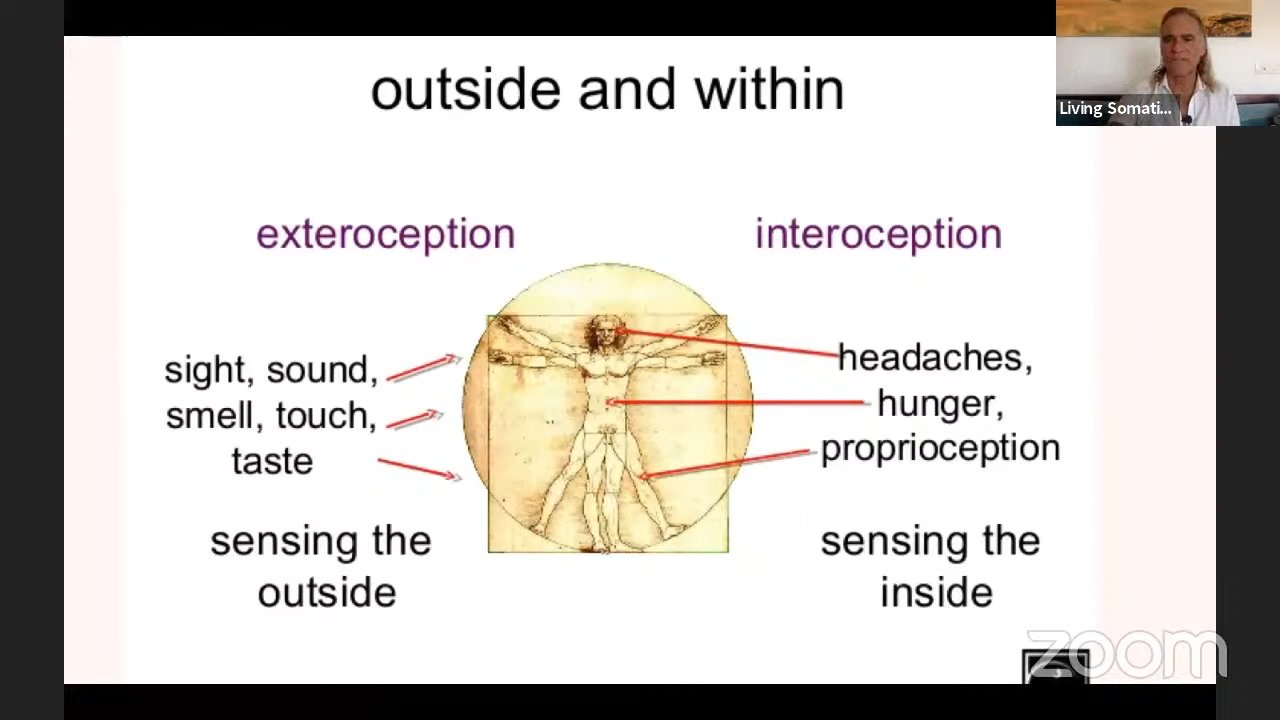 outside and within
Living Somati...
exteroception
interoception
sight, sound,
smell, touch,
taste
headaches,
hunger,
proprioception
sensing the
outside
sensing the
inside
zoom